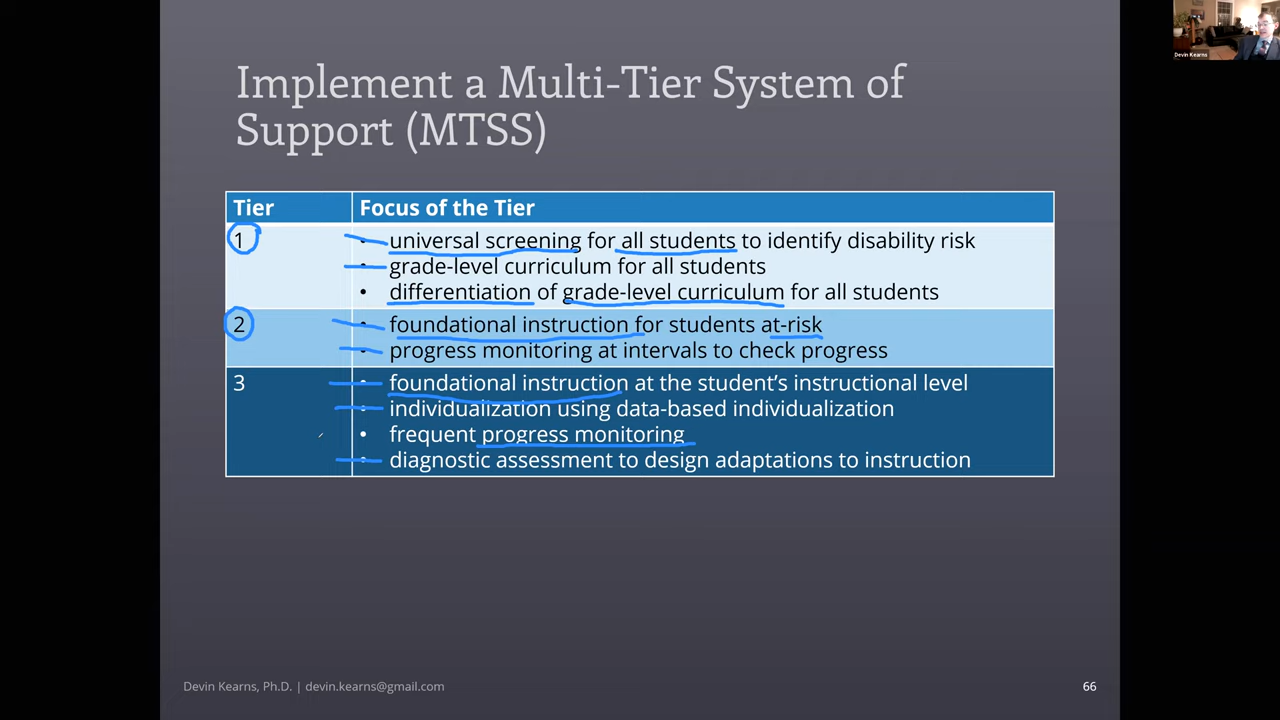 Devin Kearns
Implement a Multi-Tier System of
Support (MTSS)
Tier Focus of the Tier
1 • universal screening for all students to identify disability risk
• grade-level curriculum for all students
• differentiation of grade-level curriculum for all students
2 • foundational instruction for students at-risk
• progress monitoring at intervals to check progress
3 • foundational instruction at the student’s instructional level
• individualization using data-based individualization
• frequent progress monitoring
• diagnostic assessment to design adaptations to instruction
Devin Kearns, Ph.D. | devin.kearns@gmail.com 66